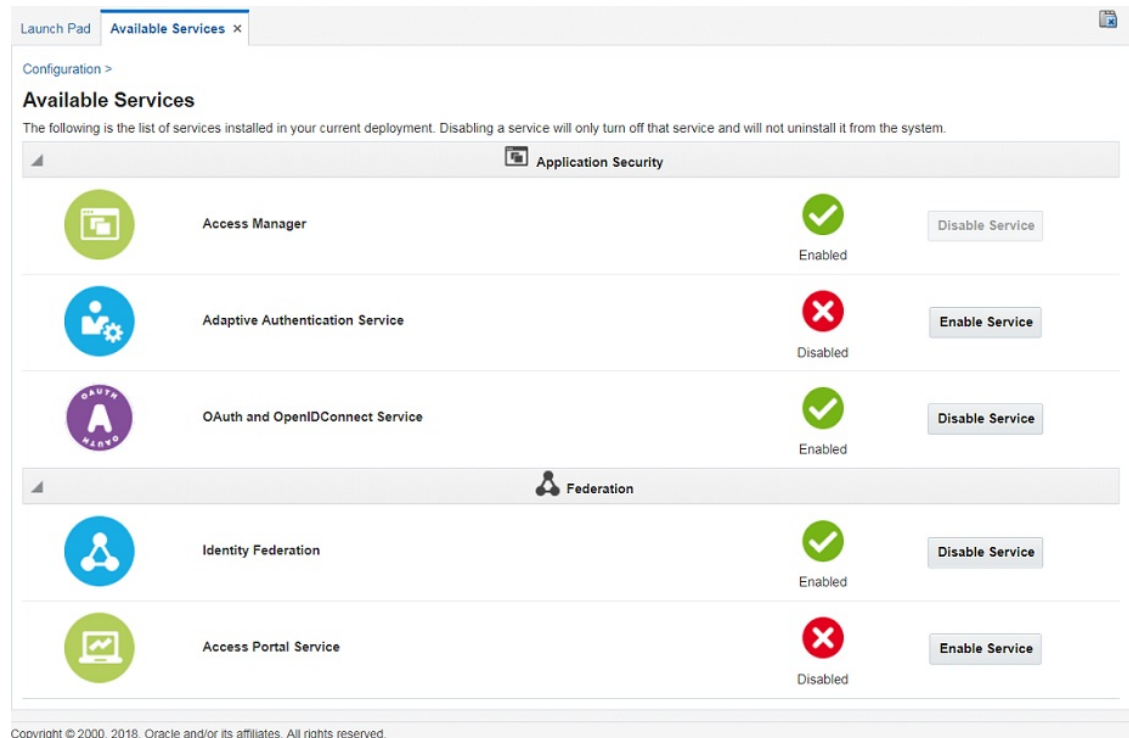 Launch Pad
Available Services ×
Configuration >
Available Services
The following is the list of services installed in your current deployment. Disabling a service will only turn off that service and will not uninstall it from the system.
Application Security
Access Manager
Enabled
Disable Service
Adaptive Authentication Service
Disabled
Enable Service
OAUTH
A
OAUTH
OAuth and OpenIDConnect Service
Enabled
Disable Service
Federation
Identity Federation
Enabled
Disable Service
Access Portal Service
Disabled
Enable Service
Copyright © 2000, 2018, Oracle and/or its affiliates. All rights reserved.